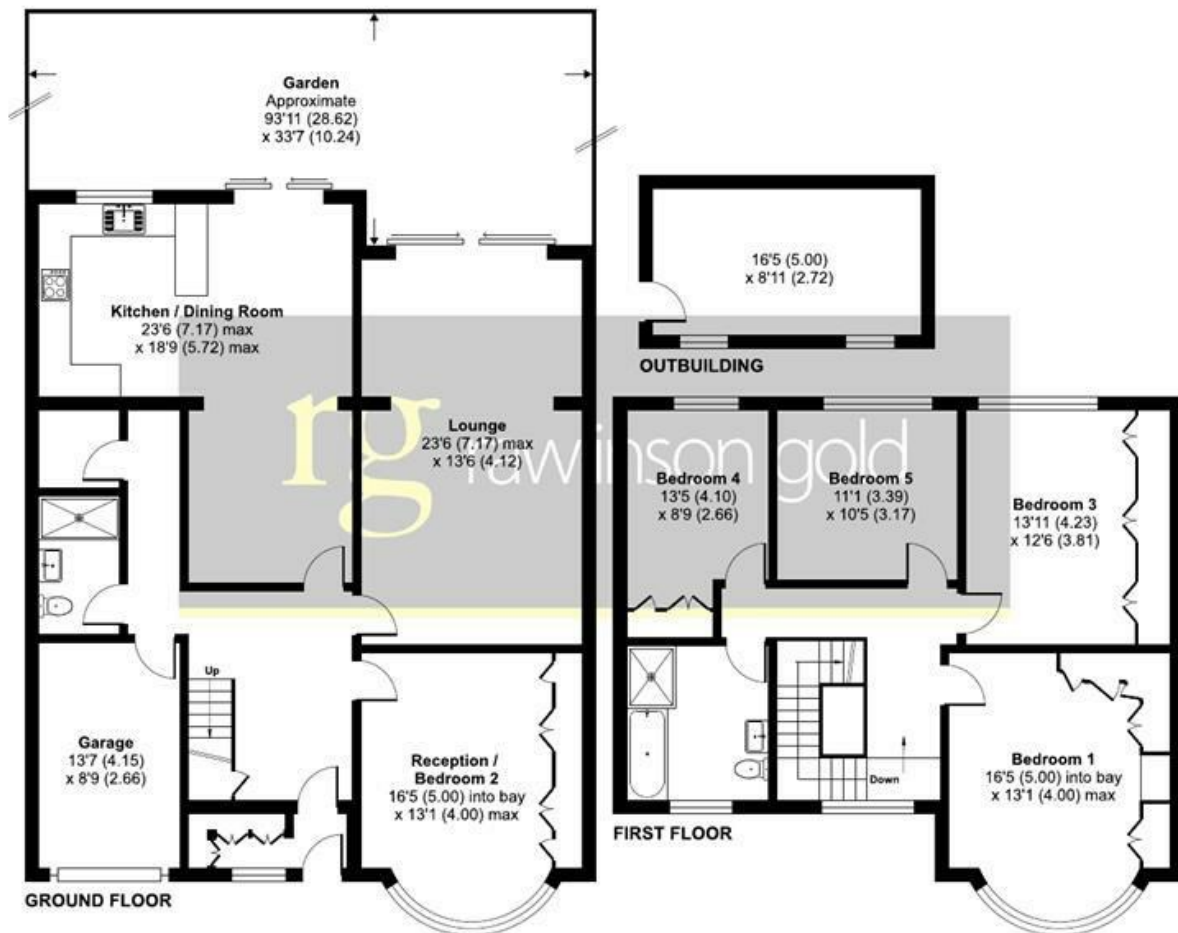 Garden
Approximate
93'11 (28.62)
x 33'7 (10.24)
16'5 (5.00)
x 8'11 (2.72)
OUTBUILDING
Kitchen / Dining Room
23'6 (7.17) max
x 18'9 (5.72) max
rg rawlinson gold
Lounge
23'6 (7.17) max
x 13'6 (4.12)
Bedroom 4
13'5 (4.10)
x 8'9 (2.66)
Bedroom 5
11'1 (3.39)
x 10'5 (3.17)
Bedroom 3
13'11 (4.23)
x 12'6 (3.81)
Up
Garage
13'7 (4.15)
x 8'9 (2.66)
Reception /
Bedroom 2
16'5 (5.00) into bay
x 13'1 (4.00) max
Down
Bedroom 1
16'5 (5.00) into bay
x 13'1 (4.00) max
GROUND FLOOR
FIRST FLOOR